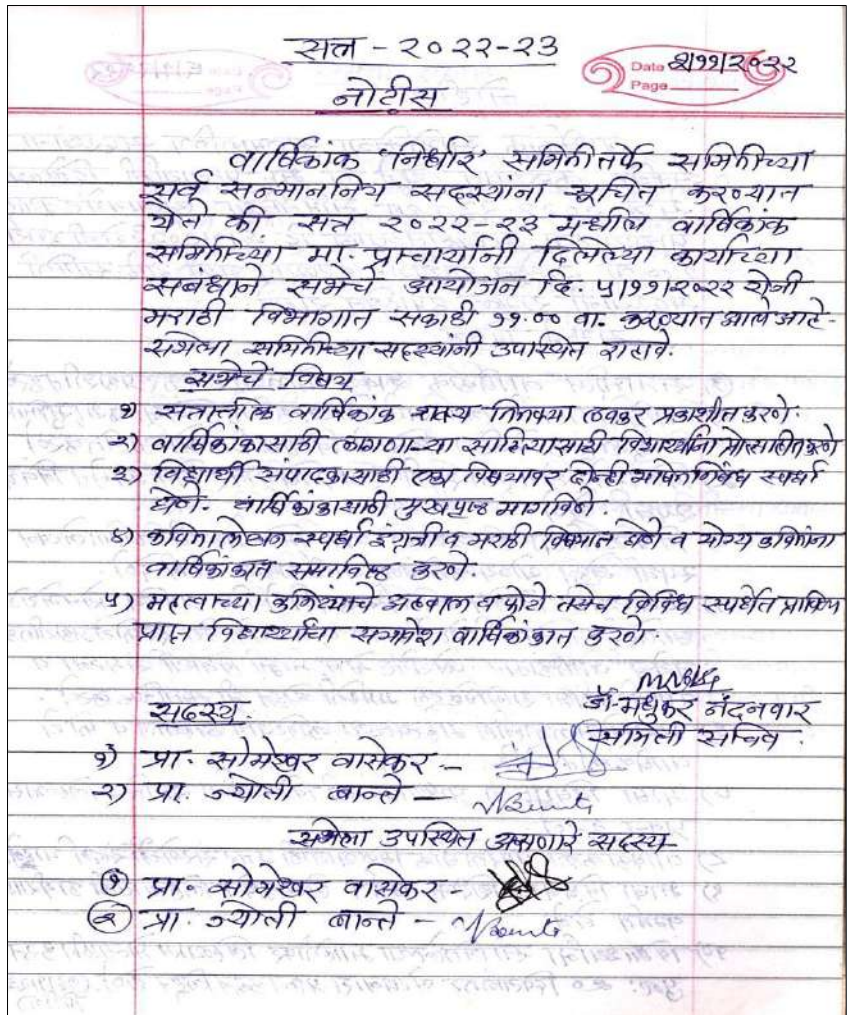 सत्र - २०२२-२३
Date २/११/२०२२
Page
नोटीस
वार्षिकांक 'निर्धार' समितीतर्फे समितीच्या
सर्व सन्माननिय सदस्यांना सूचित करण्यात
येते की सत्र २०२२-२३ मधील वार्षिकांक
समितीच्या मा. प्राचार्यांनी दिलेल्या कार्याच्या
संबंधाने सभेचे आयोजन दि. ५/११/२०२२ रोजी
मराठी विभागात सकाळी ११.०० वा. करण्यात आले आहे.
सभेला समितीच्या सदस्यांनी उपस्थित राहावे.
सभेचे विषय
१) सत्रातील वार्षिकांक लवकर प्रकाशीत करणे.
२) वार्षिकांकासाठी लागणाऱ्या साहित्यासाठी विद्यार्थ्यांना प्रोत्साहित करणे
३) विद्यार्थी संपादकासाठी एका विषयावर दोन्ही भाषेत निबंध स्पर्धा
घेणे. वार्षिकांकासाठी मुखपृष्ठ मागविणे
४) कविता लेखन स्पर्धा इंग्रजी व मराठी विषयात घेणे व योग्य कवितांना
वार्षिकांकात समाविष्ठ करणे.
५) महत्वाच्या अहवाल व फोटो तसेच विविध स्पर्धेत प्राविण्य
प्राप्त विद्यार्थ्यांचा समावेश वार्षिकांकात करणे.
डॉ. मधुकर नंदनवार
समिती सचिव.
सदस्य.
१) प्रा. सोमेश्वर वासेकर -
२) प्रा. ज्योती बान्ते -
सभेला उपस्थित असणारे सदस्य
१) प्रा. सोमेश्वर वासेकर -
२) प्रा. ज्योती बान्ते -